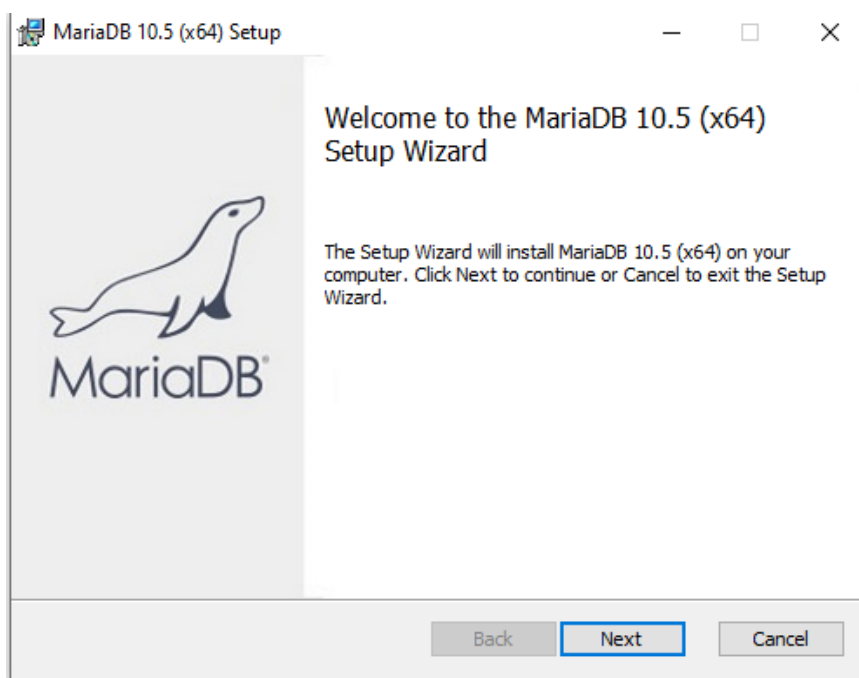 MariaDB 10.5 (x64) Setup
Welcome to the MariaDB 10.5 (x64)
Setup Wizard
The Setup Wizard will install MariaDB 10.5 (x64) on your
computer. Click Next to continue or Cancel to exit the Setup
Wizard.
MariaDB®
Back
Next
Cancel